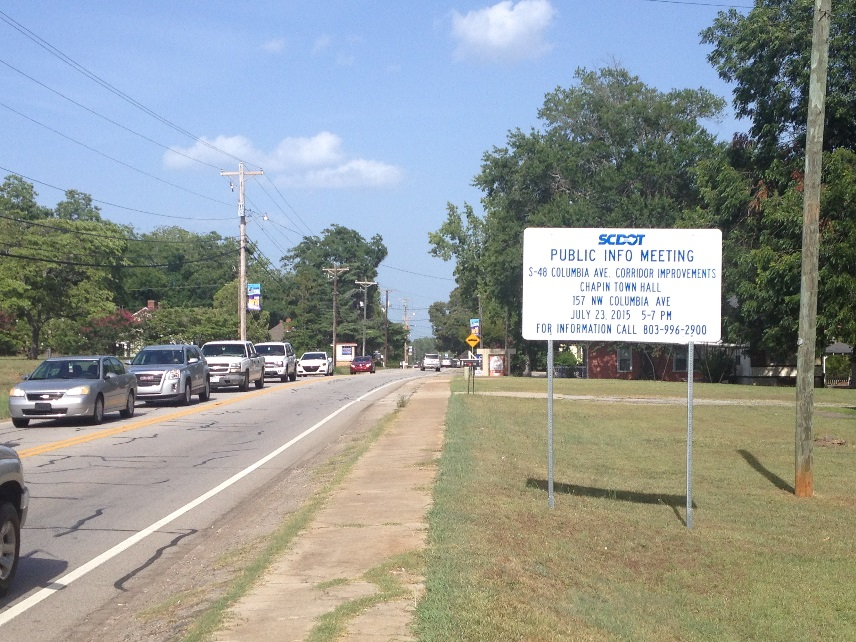 SCDOT
PUBLIC INFO MEETING
S-48 COLUMBIA AVE. CORRIDOR IMPROVEMENTS
CHAPIN TOWN HALL
157 NW COLUMBIA AVE
JULY 23, 2015 5-7 PM
FOR INFORMATION CALL 803-996-2900